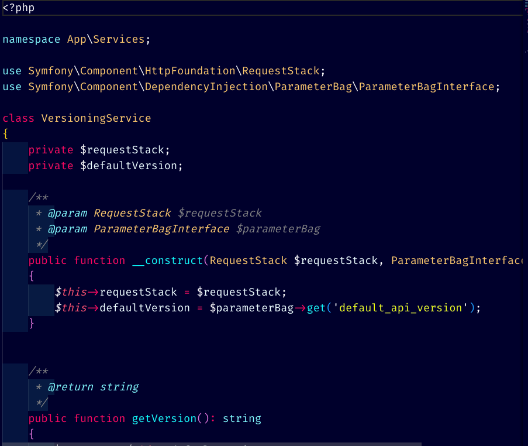 <?php
namespace App\Services;
use Symfony\Component\HttpFoundation\RequestStack;
use Symfony\Component\DependencyInjection\ParameterBag\ParameterBagInterface;
class VersioningService
{
private $requestStack;
private $defaultVersion;
/**
* @param RequestStack $requestStack
* @param ParameterBagInterface $parameterBag
*/
public function __construct(RequestStack $requestStack, ParameterBagInterface
{
$this->requestStack = $requestStack;
$this->defaultVersion = $parameterBag->get('default_api_version');
}
/**
* @return string
*/
public function getVersion(): string
{